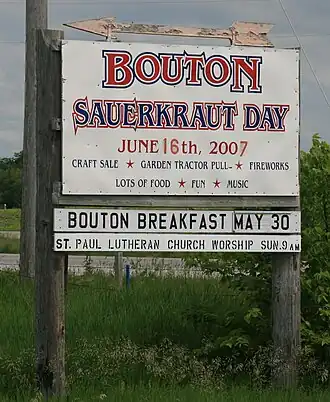 BOUTON
SAUERKRAUT DAY
JUNE 16th, 2007
CRAFT SALE ★ GARDEN TRACTOR PULL ★ FIREWORKS
LOTS OF FOOD ★ FUN ★ MUSIC
BOUTON BREAKFAST MAY 30
ST. PAUL LUTHERAN CHURCH WORSHIP SUN. 9 AM